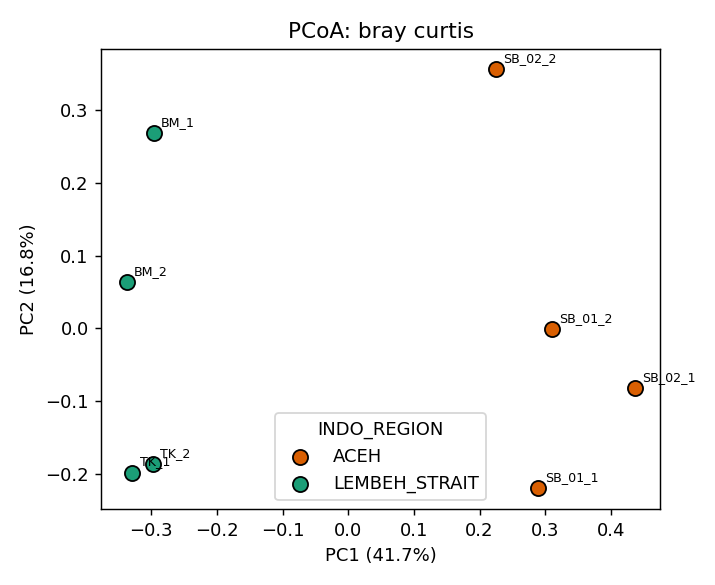 PCoA: bray curtis
SB_02_2
BM_1
BM_2
SB_01_2
SB_02_1
TK_2
TK_1
SB_01_1
INDO_REGION
ACEH
LEMBEH_STRAIT
0.3
0.2
0.1
0.0
−0.1
−0.2
PC2 (16.8%)
−0.3
−0.2
−0.1
0.0
0.1
0.2
0.3
0.4
PC1 (41.7%)